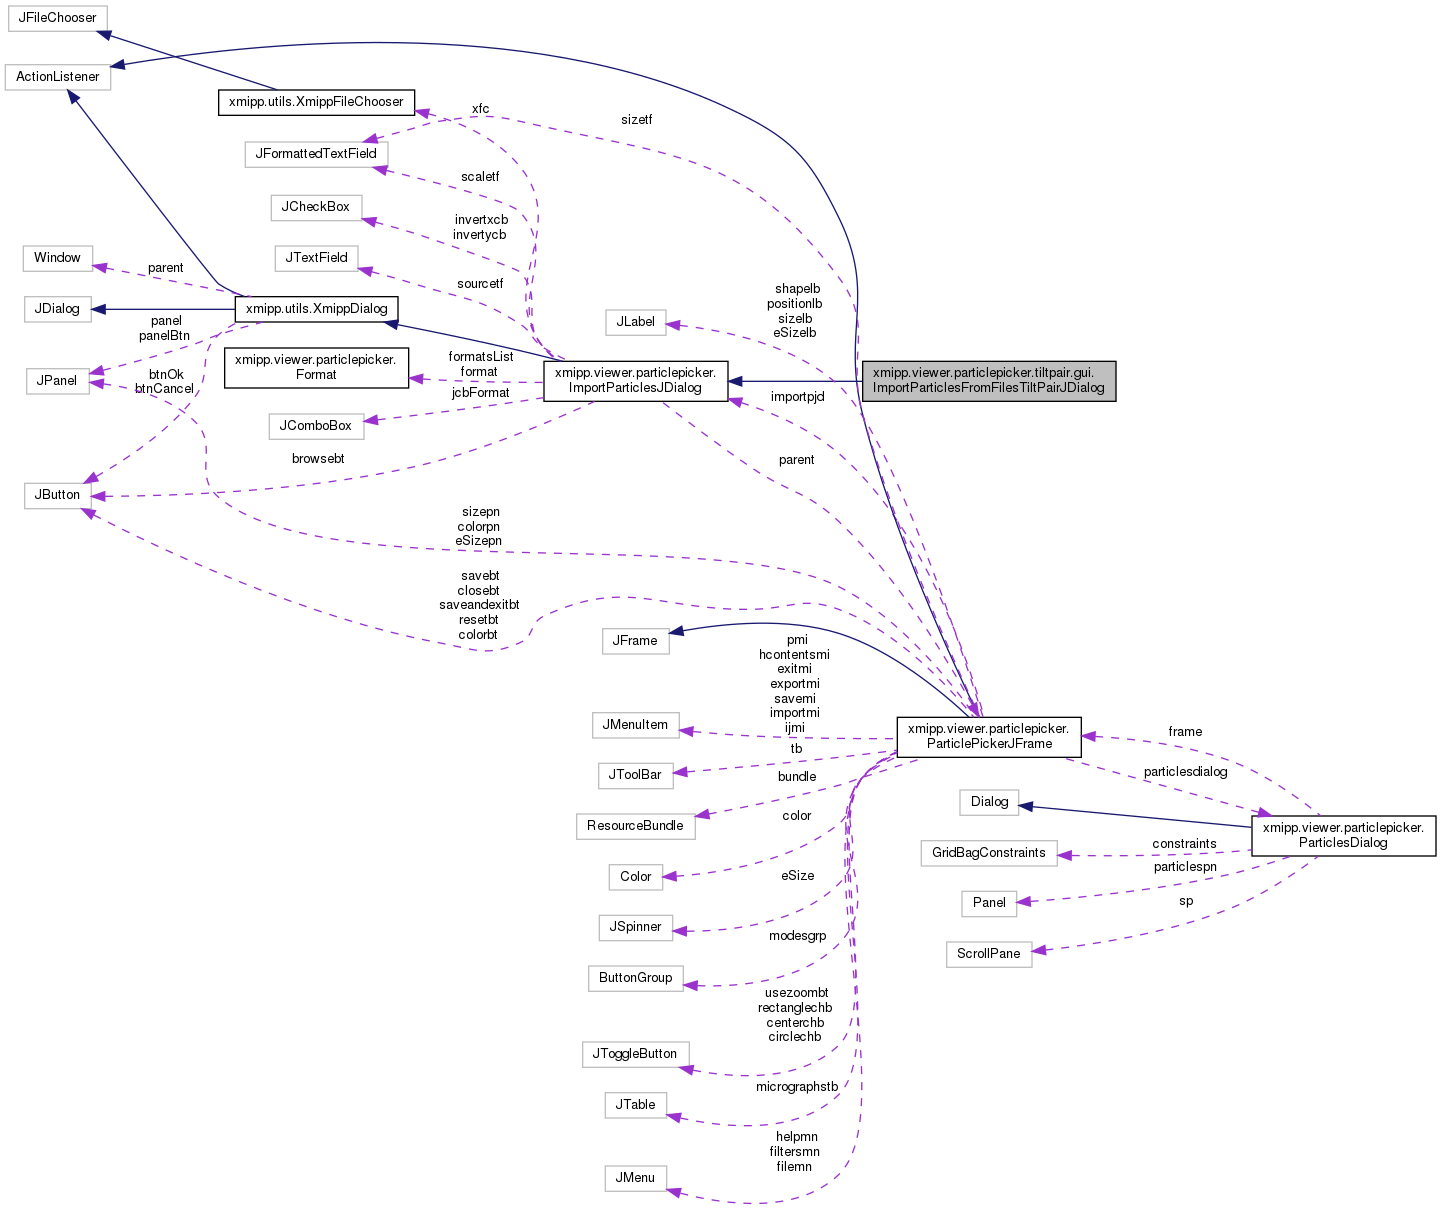 JFileChooser
ActionListener
xmipp.utils.XmippFileChooser
xfc
sizetf
JFormattedTextField
scaletf
JCheckBox
invertxcb
invertycb
Window
parent
JTextField
sourcetf
JDialog
xmipp.utils.XmippDialog
shapelb
positionlb
sizelb
eSizelb
JLabel
panel
panelBtn
xmipp.viewer.particlepicker.
Format
formatsList
format
xmipp.viewer.particlepicker.
ImportParticlesJDialog
xmipp.viewer.particlepicker.tiltpair.gui.
ImportParticlesFromFilesTiltPairJDialog
JPanel
btnOk
btnCancel
jcbFormat
importpjd
JComboBox
browsebt
parent
JButton
sizepn
colorpn
eSizepn
savebt
closebt
saveandexitbt
resetbt
colorbt
JFrame
pmi
hcontentsmi
exitmi
exportmi
savemi
importmi
ijmi
JMenuItem
xmipp.viewer.particlepicker.
ParticlePickerJFrame
frame
tb
JToolBar
particlesdialog
bundle
ResourceBundle
Dialog
color
xmipp.viewer.particlepicker.
ParticlesDialog
constraints
GridBagConstraints
particlespn
Color
eSize
Panel
sp
JSpinner
modesgrp
ScrollPane
ButtonGroup
usezoombt
rectanglechb
centerchb
circlechb
JToggleButton
micrographstb
JTable
helpmn
filtersmn
filemn
JMenu